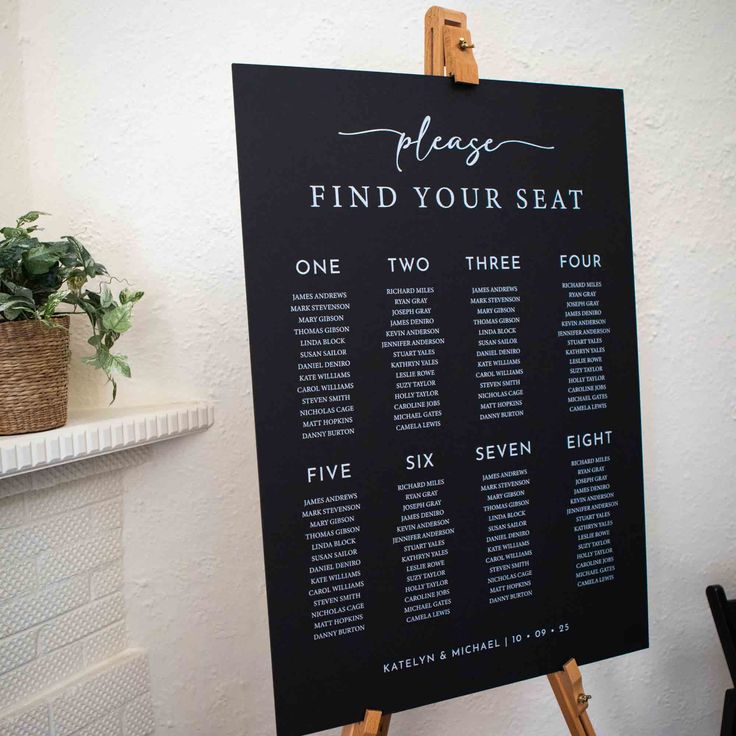 please
FIND YOUR SEAT
ONE
JAMES ANDREWS
MARK STEVENSON
MARY GIBSON
THOMAS GIBSON
LINDA BLOCK
SUSAN SAILOR
DANIEL DENIRO
KATE WILLIAMS
CAROL WILLIAMS
STEVEN SMITH
NICHOLAS CAGE
MATT HOPKINS
DANNY BURTON
TWO
RICHARD MILES
RYAN GRAY
JOSEPH GRAY
JAMES DENIRO
KEVIN ANDERSON
JENNIFER ANDERSON
STUART YALES
KATHRYN YALES
LESLIE ROWE
SUZY TAYLOR
HOLLY TAYLOR
CAROLINE JOBS
MICHAEL GATES
CAMELA LEWIS
THREE
JAMES ANDREWS
MARK STEVENSON
MARY GIBSON
THOMAS GIBSON
LINDA BLOCK
SUSAN SAILOR
DANIEL DENIRO
KATE WILLIAMS
CAROL WILLIAMS
STEVEN SMITH
NICHOLAS CAGE
MATT HOPKINS
DANNY BURTON
FOUR
RICHARD MILES
RYAN GRAY
JOSEPH GRAY
JAMES DENIRO
KEVIN ANDERSON
JENNIFER ANDERSON
STUART YALES
KATHRYN YALES
LESLIE ROWE
SUZY TAYLOR
HOLLY TAYLOR
CAROLINE JOBS
MICHAEL GATES
CAMELA LEWIS
FIVE
JAMES ANDREWS
MARK STEVENSON
MARY GIBSON
THOMAS GIBSON
LINDA BLOCK
SUSAN SAILOR
DANIEL DENIRO
KATE WILLIAMS
CAROL WILLIAMS
STEVEN SMITH
NICHOLAS CAGE
MATT HOPKINS
DANNY BURTON
SIX
RICHARD MILES
RYAN GRAY
JOSEPH GRAY
JAMES DENIRO
KEVIN ANDERSON
JENNIFER ANDERSON
STUART YALES
KATHRYN YALES
LESLIE ROWE
SUZY TAYLOR
HOLLY TAYLOR
CAROLINE JOBS
MICHAEL GATES
CAMELA LEWIS
SEVEN
JAMES ANDREWS
MARK STEVENSON
MARY GIBSON
THOMAS GIBSON
LINDA BLOCK
SUSAN SAILOR
DANIEL DENIRO
KATE WILLIAMS
CAROL WILLIAMS
STEVEN SMITH
NICHOLAS CAGE
MATT HOPKINS
DANNY BURTON
EIGHT
RICHARD MILES
RYAN GRAY
JOSEPH GRAY
JAMES DENIRO
KEVIN ANDERSON
JENNIFER ANDERSON
STUART YALES
KATHRYN YALES
LESLIE ROWE
SUZY TAYLOR
HOLLY TAYLOR
CAROLINE JOBS
MICHAEL GATES
CAMELA LEWIS
KATELYN & MICHAEL | 10 • 09 • 25